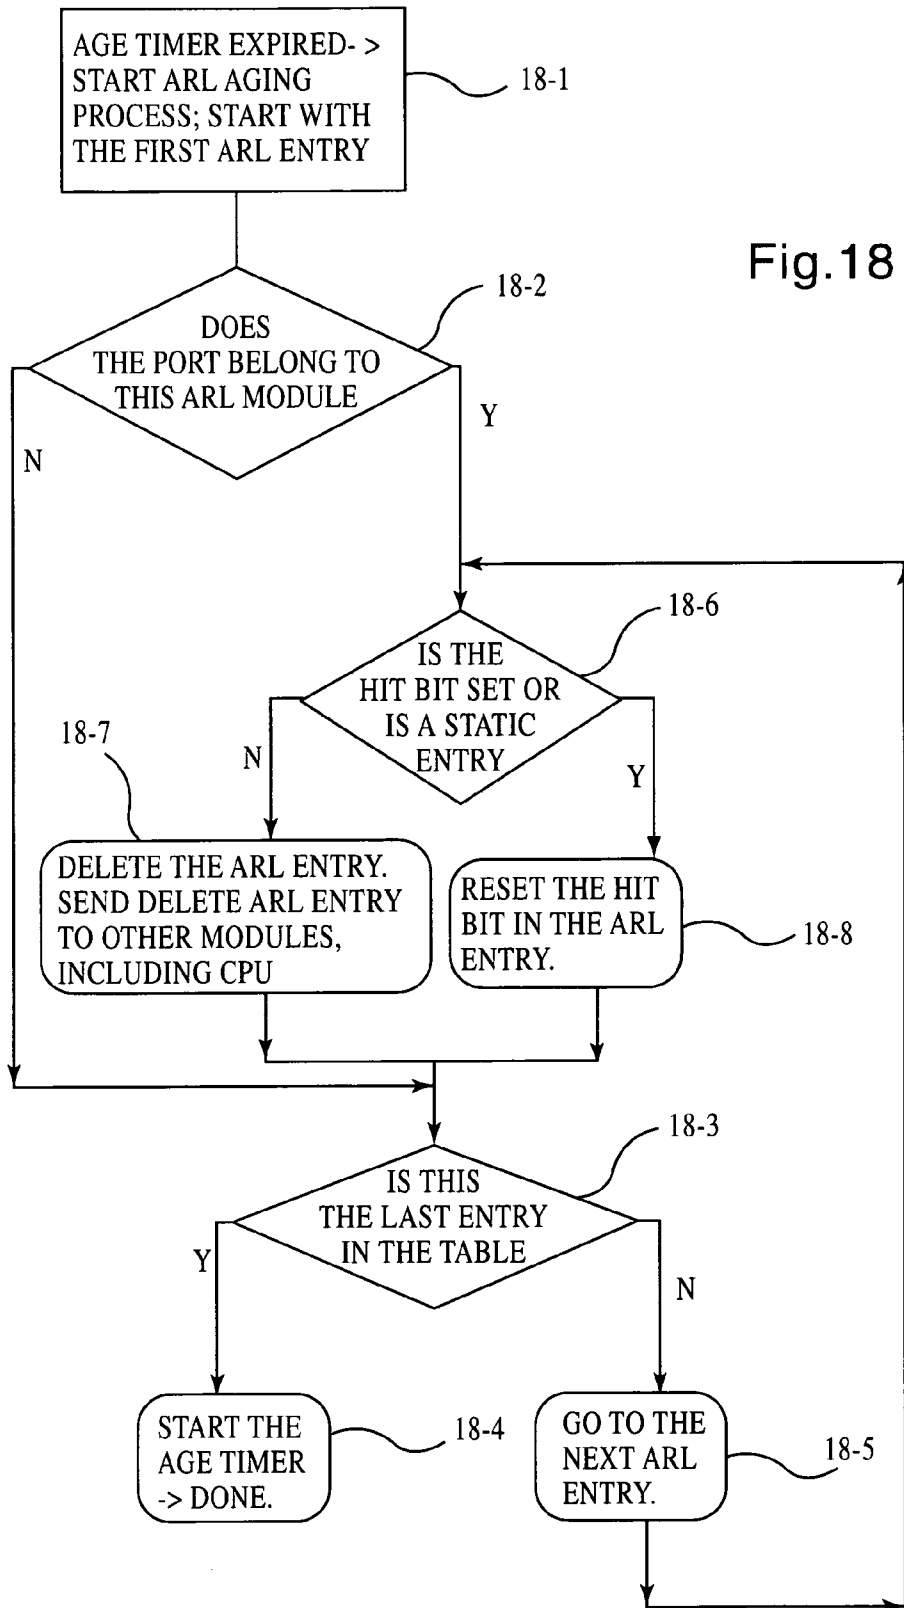 AGE TIMER EXPIRED- >
START ARL AGING
PROCESS; START WITH
THE FIRST ARL ENTRY
18-1
Fig.18
18-2
DOES
THE PORT BELONG TO
THIS ARL MODULE
Y
N
18-6
IS THE
HIT BIT SET OR
IS A STATIC
ENTRY
18-7
N
Y
DELETE THE ARL ENTRY.
SEND DELETE ARL ENTRY
TO OTHER MODULES,
INCLUDING CPU
RESET THE HIT
BIT IN THE ARL
ENTRY.
18-8
18-3
IS THIS
THE LAST ENTRY
IN THE TABLE
Y
N
START THE
AGE TIMER
-> DONE.
18-4
GO TO THE
NEXT ARL
ENTRY.
18-5